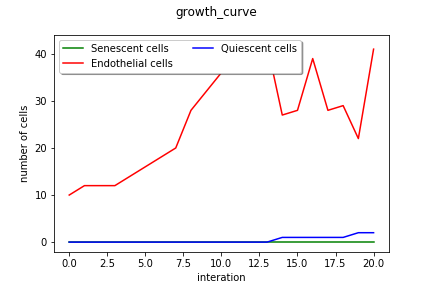 growth_curve
Senescent cells
Endothelial cells
Quiescent cells
number of cells
40
30
20
10
0
0.0 2.5 5.0 7.5 10.0 12.5 15.0 17.5 20.0
interation